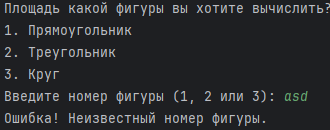 Площадь какой фигуры вы хотите вычислить?
1. Прямоугольник
2. Треугольник
3. Круг
Введите номер фигуры (1, 2 или 3): asd
Ошибка! Неизвестный номер фигуры.